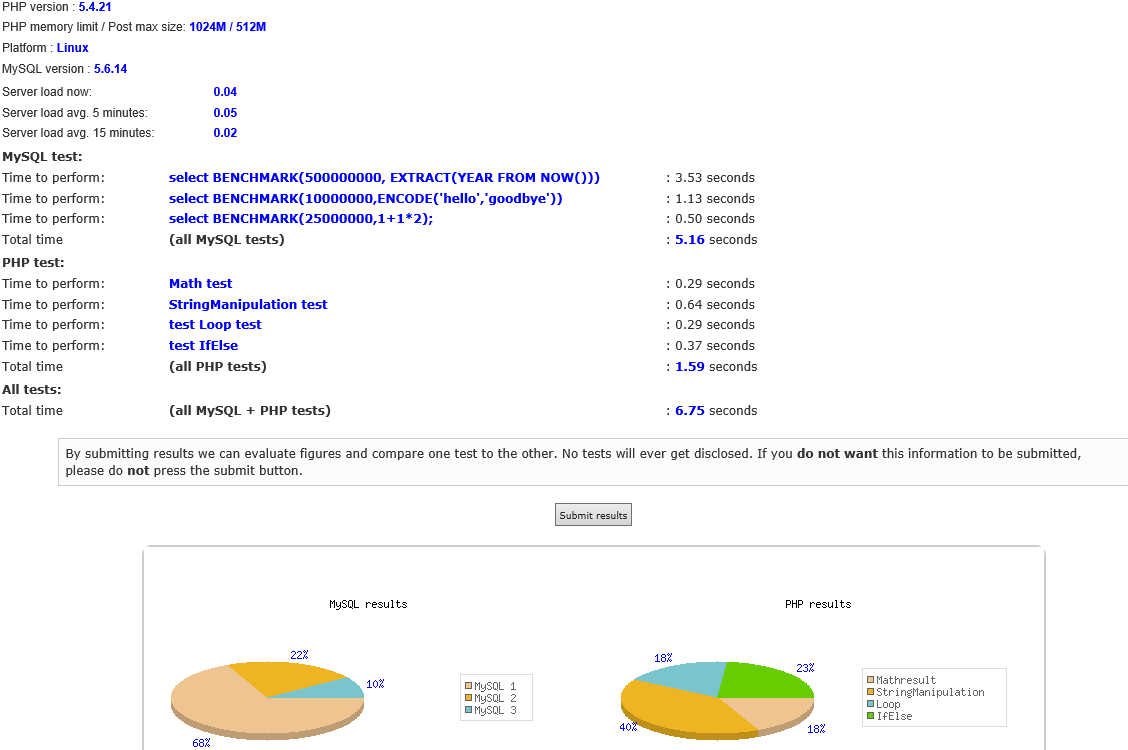 PHP version : 5.4.21
PHP memory limit / Post max size: 1024M / 512M
Platform : Linux
MySQL version : 5.6.14
Server load now: 0.04
Server load avg. 5 minutes: 0.05
Server load avg. 15 minutes: 0.02
MySQL test:
Time to perform: select BENCHMARK(500000000, EXTRACT(YEAR FROM NOW())) : 3.53 seconds
Time to perform: select BENCHMARK(10000000,ENCODE('hello','goodbye')) : 1.13 seconds
Time to perform: select BENCHMARK(25000000,1+1*2); : 0.50 seconds
Total time (all MySQL tests) : 5.16 seconds
PHP test:
Time to perform: Math test : 0.29 seconds
Time to perform: StringManipulation test : 0.64 seconds
Time to perform: test Loop test : 0.29 seconds
Time to perform: test IfElse : 0.37 seconds
Total time (all PHP tests) : 1.59 seconds
All tests:
Total time (all MySQL + PHP tests) : 6.75 seconds
By submitting results we can evaluate figures and compare one test to the other. No tests will ever get disclosed. If you do not want this information to be submitted,
please do not press the submit button.
Submit results
MySQL results
22%
10%
68%
MySQL 1
MySQL 2
MySQL 3
PHP results
18%
23%
40%
18%
Mathresult
StringManipulation
Loop
IfElse